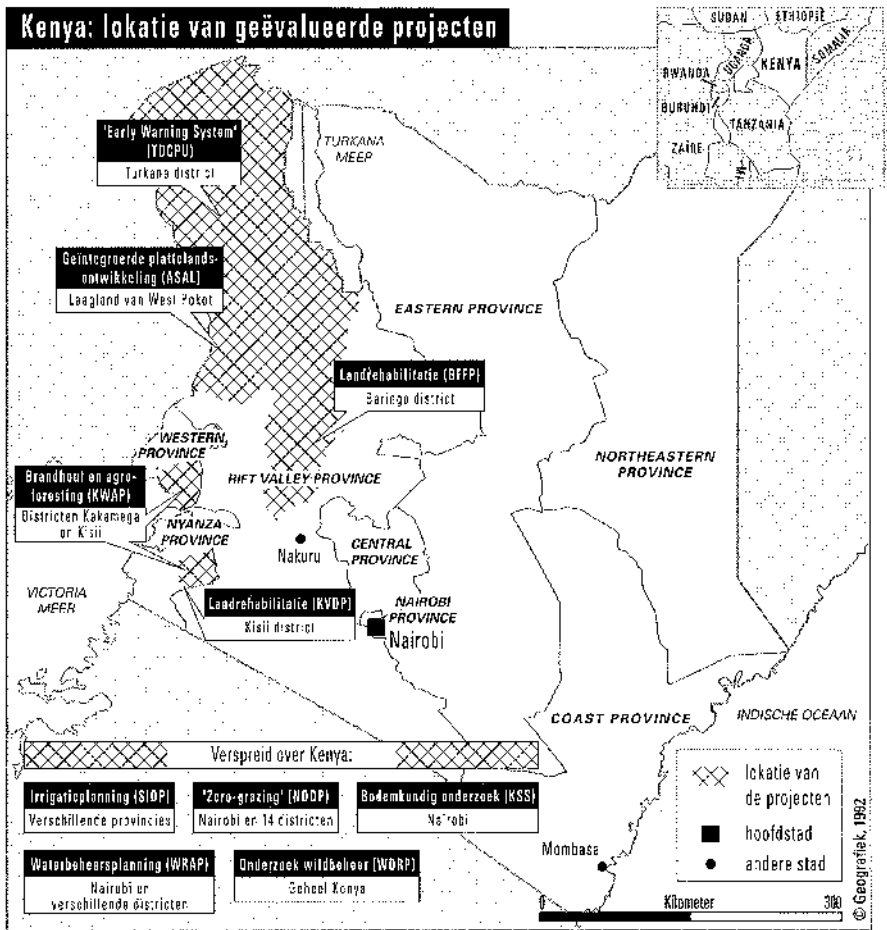 Kenya: lokatie van geëvalueerde projecten
SUDAN
ETHIOPIË
SOMALIA
UGANDA
KENYA
RWANDA
BURUNDI
TANZANIA
ZAÏRE
'Early Warning System'
(TDCPU)
Turkana district
TURKANA
MEER
Geïntegroerde plattelands-
ontwikkeling (ASAL)
Laagland van West Pokot
EASTERN PROVINCE
Landrehabilitatie (BFFP)
Baringo district
WESTERN
PROVINCE
NORTHEASTERN
PROVINCE
Brandhout en agro-
foresting (KWAP)
Districten Kakamega
en Kisii
RIFT VALLEY PROVINCE
NYANZA
PROVINCE
Nakuru
CENTRAL
PROVINCE
VICTORIA
MEER
Landrehabilitatie (KVDP)
Kisii district
NAIROBI
PROVINCE
Nairobi
COAST PROVINCE
INDISCHE OCEAAN
Verspreid over Kenya:
Irrigatieplanning (SIDP)
Verschillende provincies
'Zero-grazing' (NDDP)
Nairobi en 14 districten
Bodemkundig onderzoek (KSS)
Nairobi
Waterbeheersplanning (WRAP)
Nairobi en
verschillende districten
Onderzoek wildbeheer (WORP)
Geheel Kenya
Mombasa
lokatie van
de projecten
hoofdstad
andere stad
0 Kilometer 300
© Geografiek, 1992